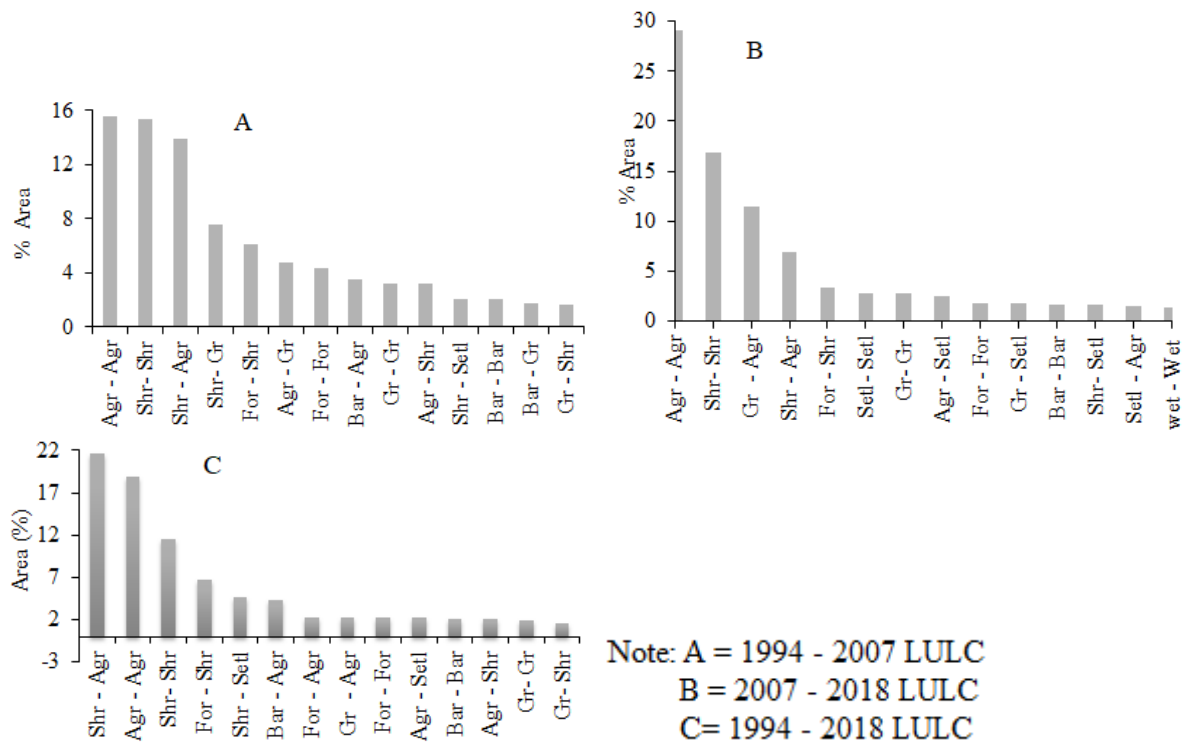 A
% Area
16
12
8
4
0
Agr - Agr
Shr- Shr
Shr - Agr
Shr- Gr
For - Shr
Agr - Gr
For - For
Bar - Agr
Gr - Gr
Agr - Shr
Shr - Setl
Bar - Bar
Bar - Gr
Gr - Shr
B
% Area
30
25
20
15
10
5
0
Agr - Agr
Shr- Shr
Gr - Agr
Shr - Agr
For - Shr
Setl - Setl
Gr- Gr
Agr - Setl
For - For
Gr - Setl
Bar - Bar
Shr- Setl
Setl - Agr
wet - Wet
C
Area (%)
22
17
12
7
2
-3
Shr - Agr
Agr - Agr
Shr- Shr
For - Shr
Shr - Setl
Bar - Agr
For - Agr
Gr - Agr
For - For
Agr - Setl
Bar - Bar
Agr - Shr
Gr- Gr
Gr- Shr
Note: A = 1994 - 2007 LULC
B = 2007 - 2018 LULC
C= 1994 - 2018 LULC